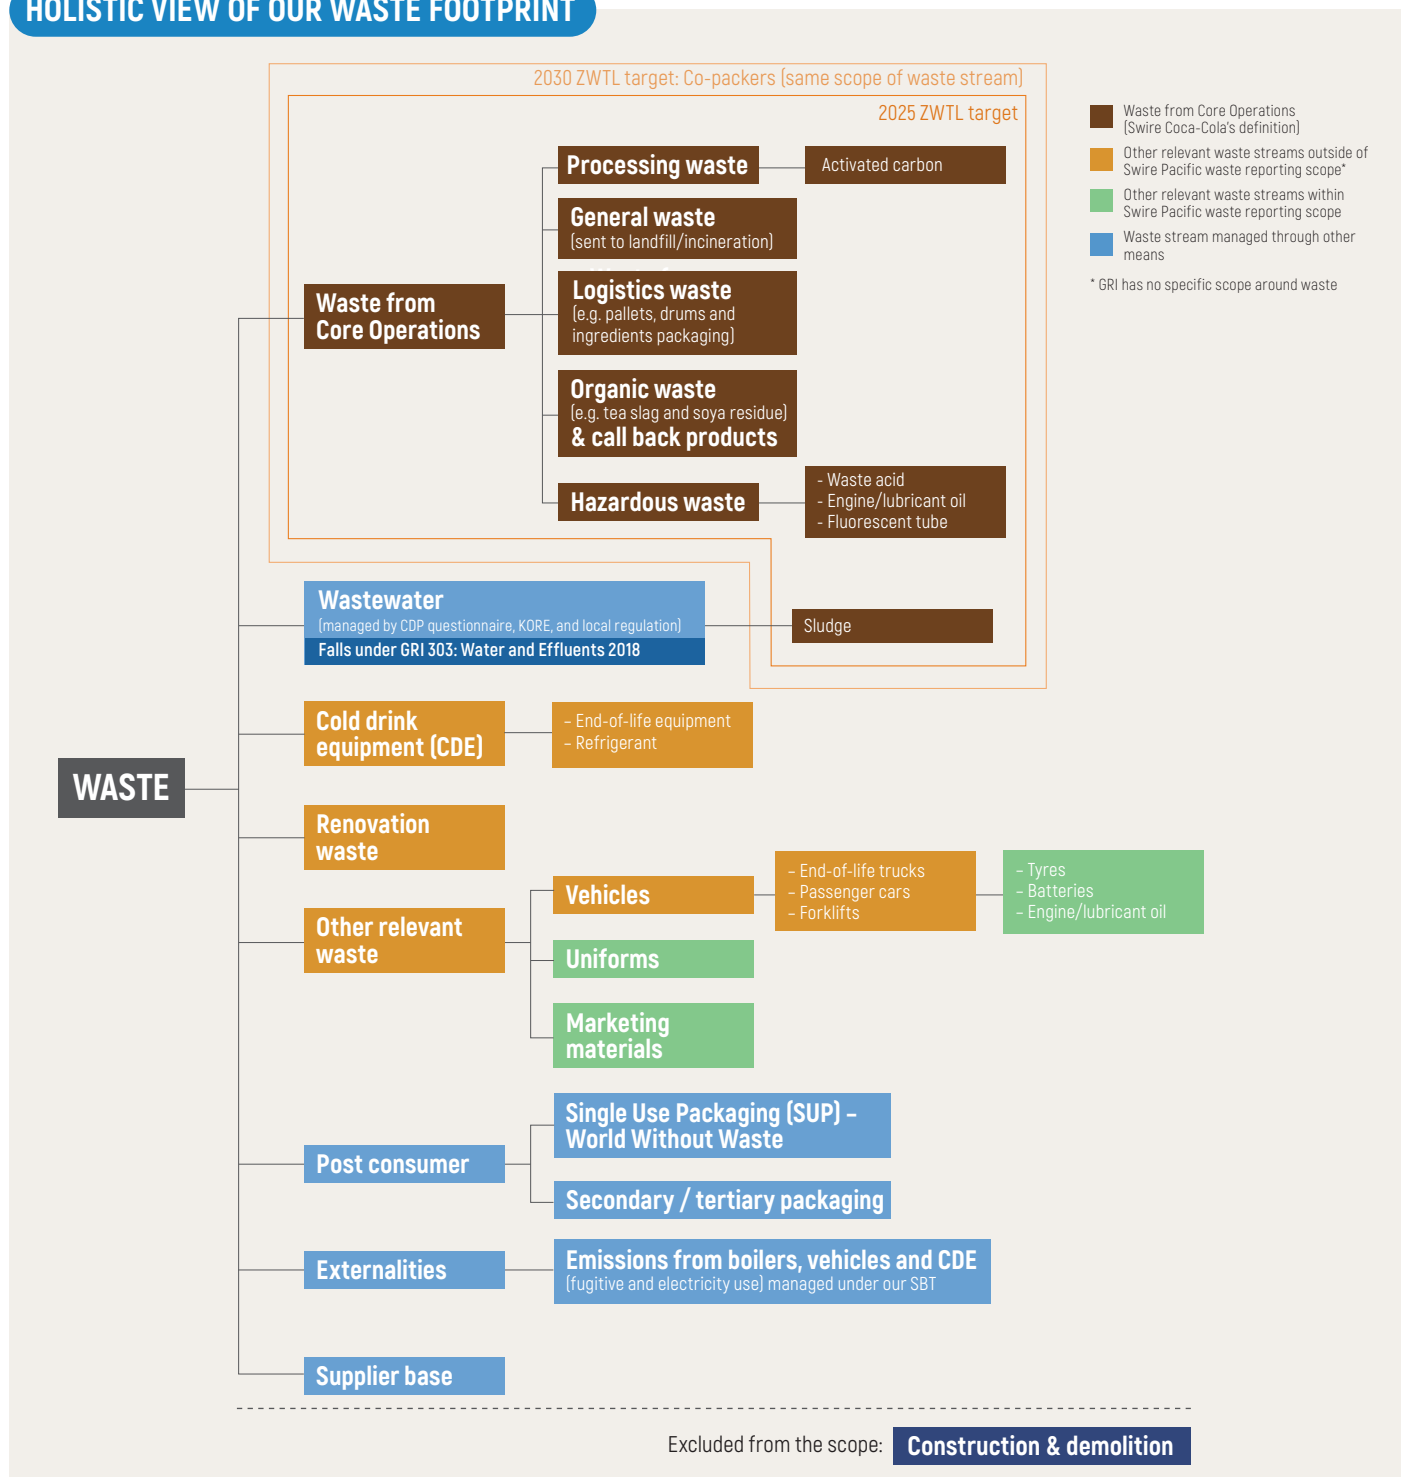 HOLISTIC VIEW OF OUR WASTE FOOTPRINT
2030 ZWTL target: Co-packers (same scope of waste stream)
2025 ZWTL target
Waste from Core Operations
(Swire Coca-Cola's definition)
Other relevant waste streams outside of
Swire Pacific waste reporting scope*
Other relevant waste streams within
Swire Pacific waste reporting scope
Waste stream managed through other
means
* GRI has no specific scope around waste
WASTE
Waste from
Core Operations
Processing waste
Activated carbon
General waste
(sent to landfill/incineration)
Logistics waste
(e.g. pallets, drums and
ingredients packaging)
Organic waste
(e.g. tea slag and soya residue)
& call back products
Hazardous waste
- Waste acid
- Engine/lubricant oil
- Fluorescent tube
Wastewater
(managed by CDP questionnaire, KORE, and local regulation)
Falls under GRI 303: Water and Effluents 2018
Sludge
Cold drink
equipment (CDE)
– End-of-life equipment
– Refrigerant
Renovation
waste
Other relevant
waste
Vehicles
– End-of-life trucks
– Passenger cars
– Forklifts
– Tyres
– Batteries
– Engine/lubricant oil
Uniforms
Marketing
materials
Post consumer
Single Use Packaging (SUP) –
World Without Waste
Secondary / tertiary packaging
Externalities
Emissions from boilers, vehicles and CDE
(fugitive and electricity use) managed under our SBT
Supplier base
Excluded from the scope:
Construction & demolition